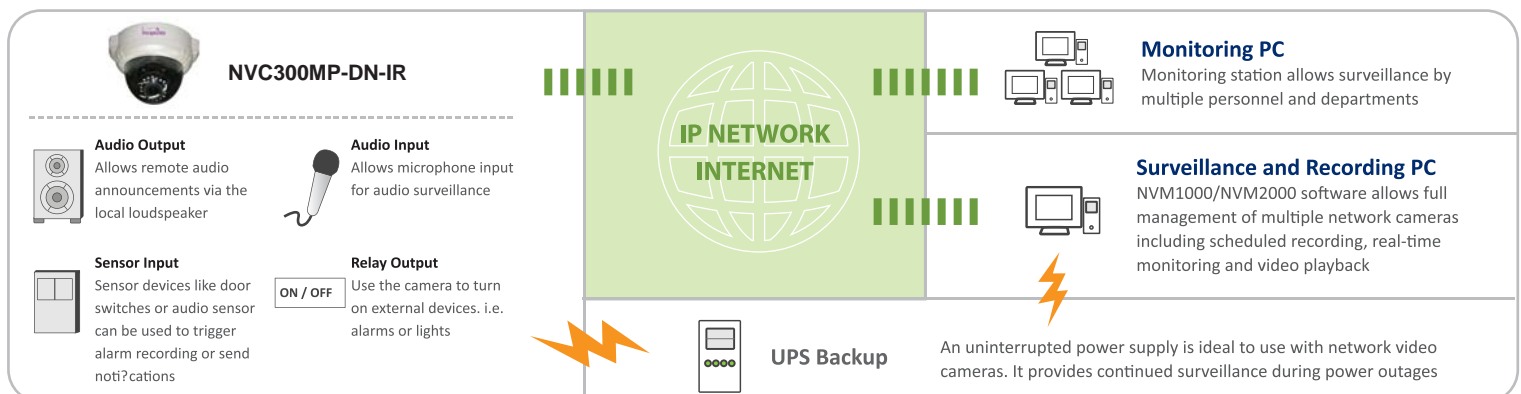 NVC300MP-DN-IR
Audio Output
Allows remote audio
announcements via the
local loudspeaker
Audio Input
Allows microphone input
for audio surveillance
Sensor Input
Sensor devices like door
switches or audio sensor
can be used to trigger
alarm recording or send
noti?cations
ON / OFF
Relay Output
Use the camera to turn
on external devices. i.e.
alarms or lights
IP NETWORK
INTERNET
Monitoring PC
Monitoring station allows surveillance by
multiple personnel and departments
Surveillance and Recording PC
NVM1000/NVM2000 software allows full
management of multiple network cameras
including scheduled recording, real-time
monitoring and video playback
UPS Backup
An uninterrupted power supply is ideal to use with network video
cameras. It provides continued surveillance during power outages